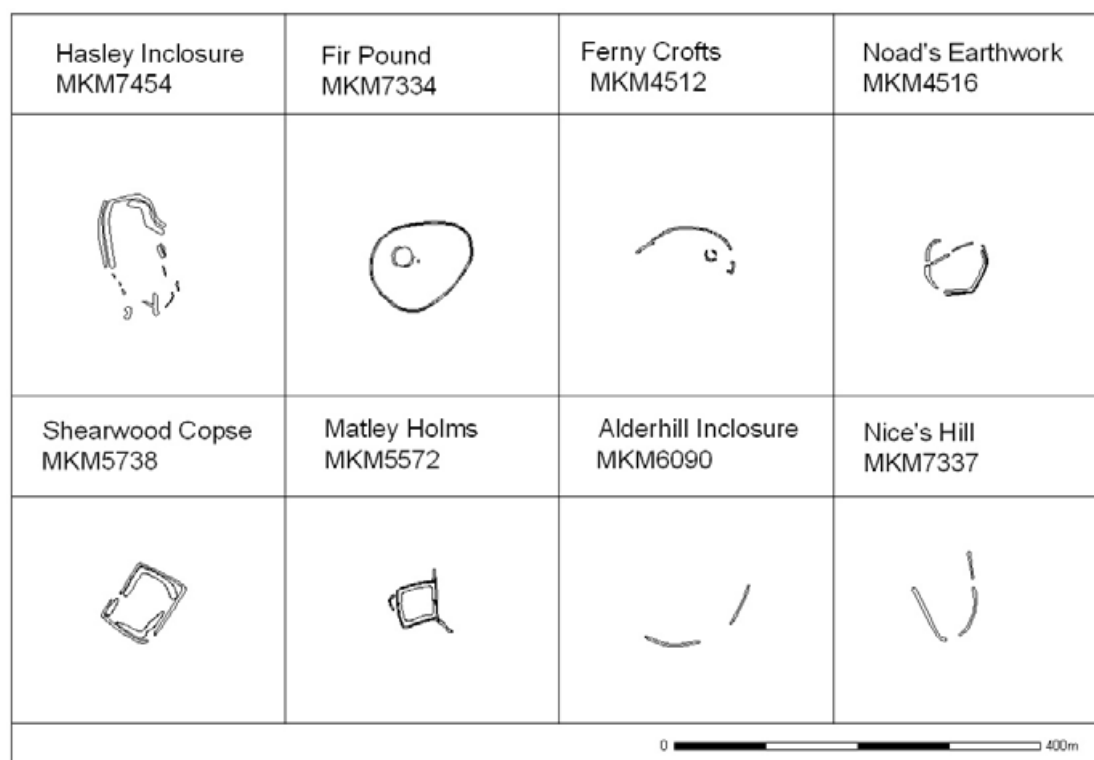 Hasley Inclosure
MKM7454
Fir Pound
MKM7334
Ferny Crofts
MKM4512
Noad's Earthwork
MKM4516
Shearwood Copse
MKM5738
Matley Holms
MKM5572
Alderhill Inclosure
MKM6090
Nice's Hill
MKM7337
0 400m